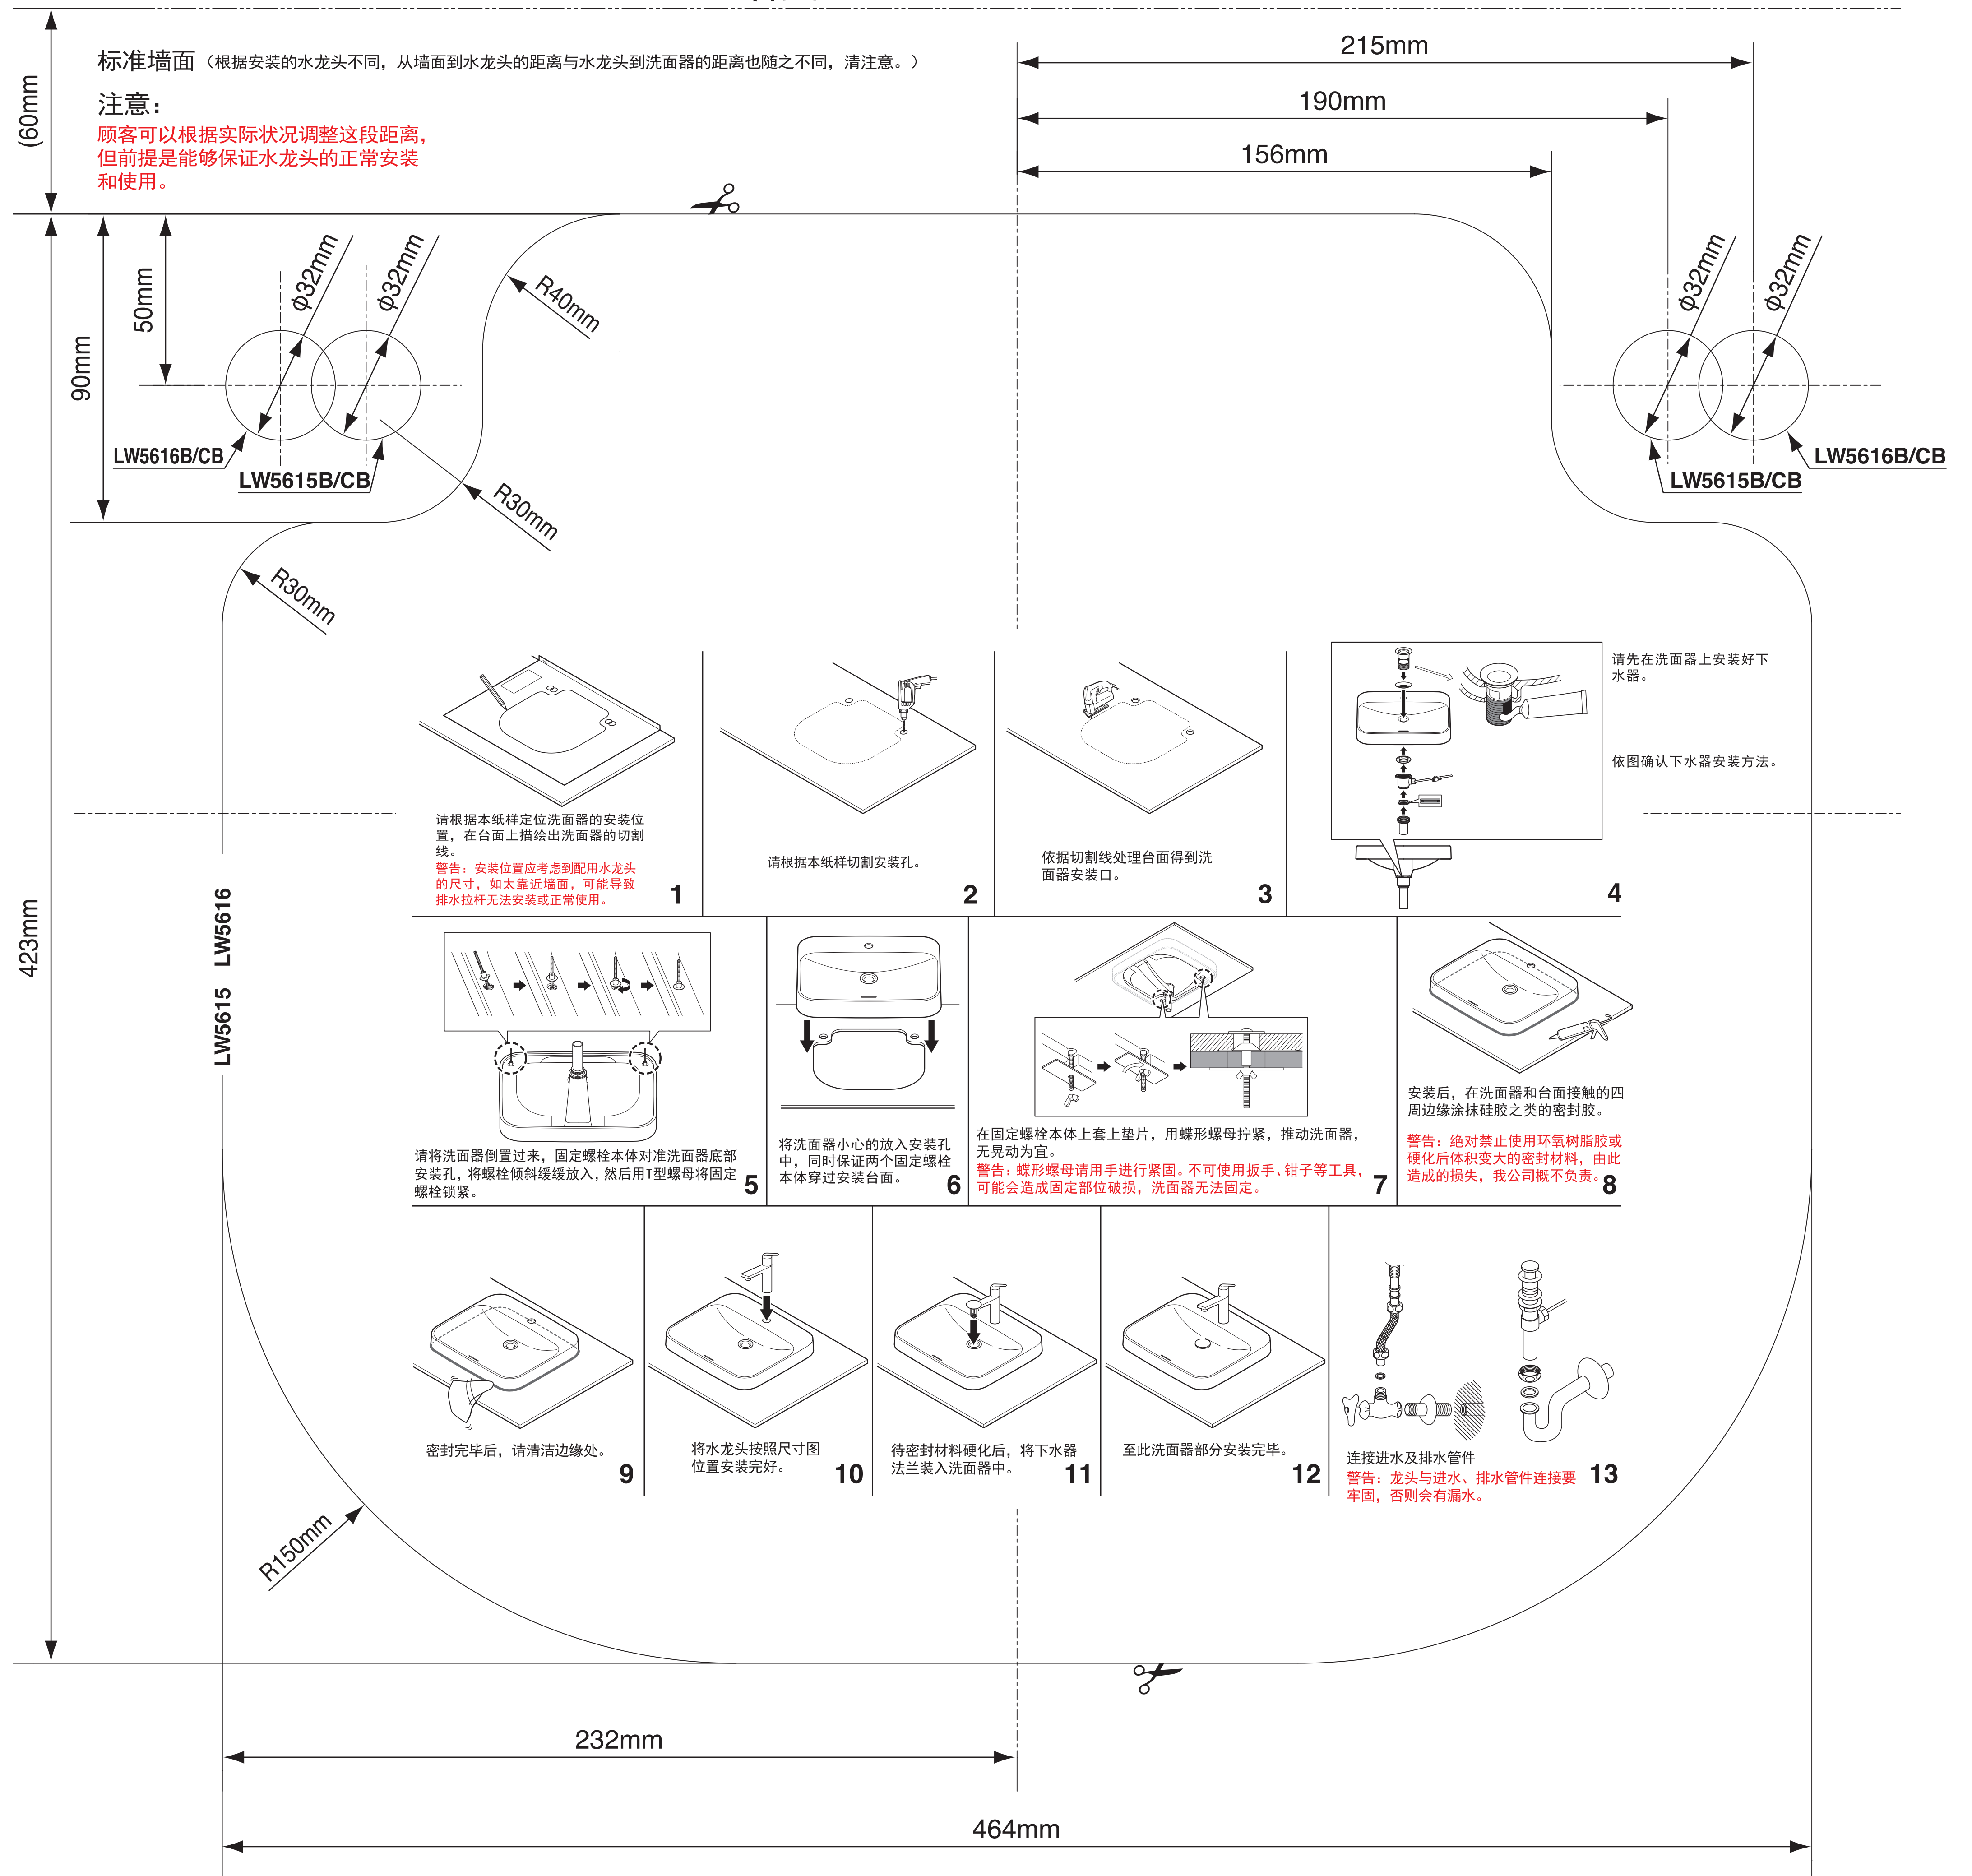 标准墙面（根据安装的水龙头不同，从墙面到水龙头的距离与水龙头到洗面器的距离也随之不同，清注意。）
注意：
顾客可以根据实际状况调整这段距离，
但前提是能够保证水龙头的正常安装
和使用。
(60mm
215mm
190mm
156mm
50mm
90mm
ф32mm
ф32mm
R40mm
ф32mm
ф32mm
LW5616B/CB
LW5615B/CB
LW5616B/CB
LW5615B/CB
R30mm
R30mm
423mm
LW5615 LW5616
请根据本纸样定位洗面器的安装位
置，在台面上描绘出洗面器的切割
线。
警告：安装位置应考虑到配用水龙头
的尺寸，如太靠近墙面，可能导致
排水拉杆无法安装或正常使用。
1
请根据本纸样切割安装孔。
2
依据切割线处理台面得到洗
面器安装口。
3
请先在洗面器上安装好下
水器。
依图确认下水器安装方法。
4
请将洗面器倒置过来，固定螺栓本体对准洗面器底部
安装孔，将螺栓倾斜缓缓放入，然后用T型螺母将固定
螺栓锁紧。
5
将洗面器小心的放入安装孔
中，同时保证两个固定螺栓
本体穿过安装台面。
6
在固定螺栓本体上套上垫片，用蝶形螺母拧紧，推动洗面器，
无晃动为宜。
警告：蝶形螺母请用手进行紧固。不可使用扳手、钳子等工具，
可能会造成固定部位破损，洗面器无法固定。
7
安装后，在洗面器和台面接触的四
周边缘涂抹硅胶之类的密封胶。
警告：绝对禁止使用环氧树脂胶或
硬化后体积变大的密封材料，由此
造成的损失，我公司概不负责。
8
密封完毕后，请清洁边缘处。
9
将水龙头按照尺寸图
位置安装完好。
10
待密封材料硬化后，将下水器
法兰装入洗面器中。
11
至此洗面器部分安装完毕。
12
连接进水及排水管件
警告：龙头与进水、排水管件连接要
牢固，否则会有漏水。
13
R150mm
232mm
464mm